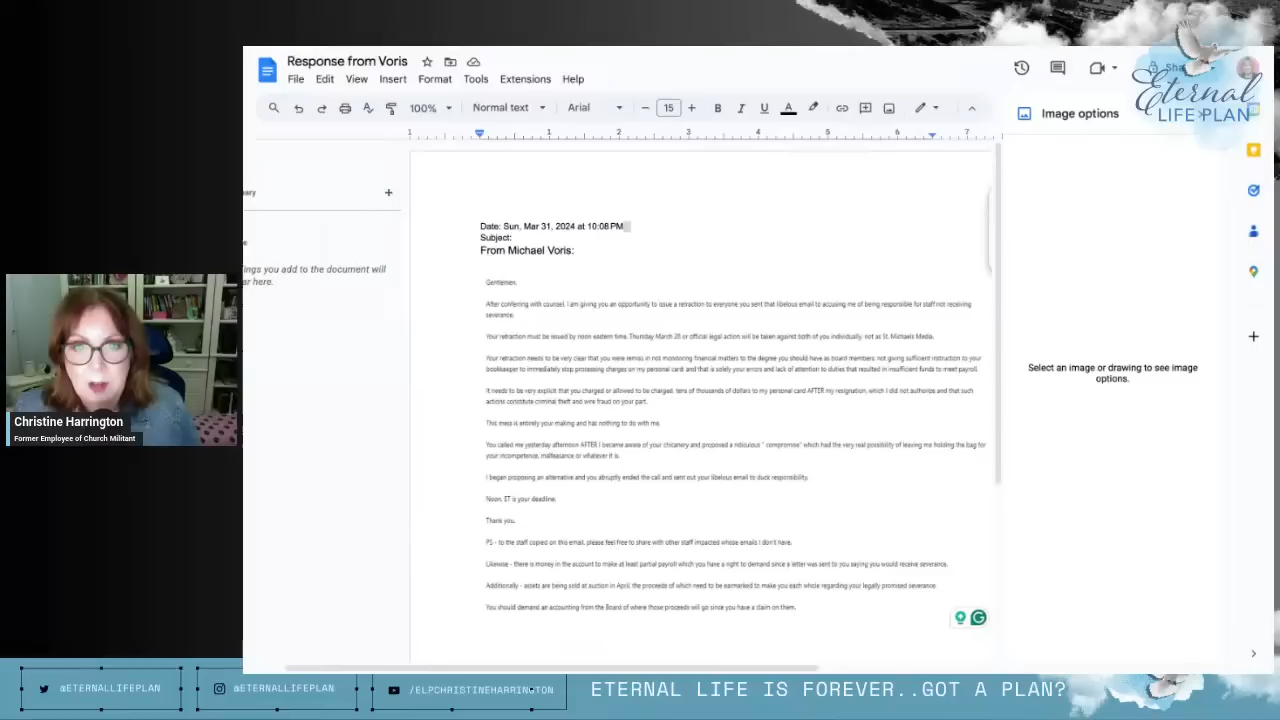 Response from Voris
File Edit View Insert Format Tools Extensions Help
100% Normal text Arial 15 B I U A
Image options
Eternal
LIFE PLAN
1 1 2 3 4 5 6 7
ary
ings you add to the document will
ar here.
Date: Sun, Mar 31, 2024 at 10:08 PM
Subject:
From Michael Voris:
Gentlemen,
After conferring with counsel, I am giving you an opportunity to issue a retraction to everyone you sent that libelous email to accusing me of being responsible for staff not receiving
severance.
Your retraction must be issued by noon eastern time, Thursday March 28 or official legal action will be taken against both of you individually, not as St. Michaels Media.
Your retraction needs to be very clear that you were remiss in not monitoring financial matters to the degree you should have as board members; not giving sufficient instruction to your
bookkeeper to immediately stop processing charges on my personal card; and that is solely your errors and lack of attention to duties that resulted in insufficient funds to meet payroll.
It needs to be very explicit that you charged or allowed to be charged, tens of thousands of dollars to my personal card AFTER my resignation, which I did not authorize and that such
actions constitute criminal theft and wire fraud on your part.
This mess is entirely your making and has nothing to do with me.
You called me yesterday afternoon AFTER I became aware of your chicanery and proposed a ridiculous " compromise" which had the very real possibility of leaving me holding the bag for
your incompetence, malfeasance or whatever it is.
I began proposing an alternative and you abruptly ended the call and sent out your libelous email to duck responsibility.
Noon, ET is your deadline.
Thank you.
PS - to the staff copied on this email, please feel free to share with other staff impacted whose emails I don't have.
Likewise - there is money in the account to make at least partial payroll which you have a right to demand since a letter was sent to you saying you would receive severance.
Additionally - assets are being sold at auction in April, the proceeds of which need to be earmarked to make you each whole regarding your legally promised severance.
You should demand an accounting from the Board of where those proceeds will go since you have a claim on them.
Select an image or drawing to see image
options.
Christine Harrington
Former Employee of Church Militant
@ETERNALLIFEPLAN
@ETERNALLIFEPLAN
/ELPCHRISTINEHARRINGTON
ETERNAL LIFE IS FOREVER..GOT A PLAN?